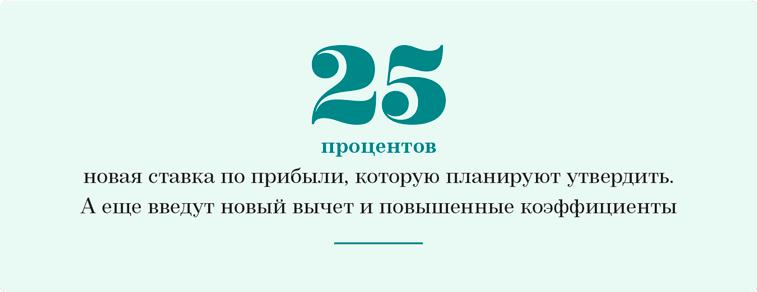 25
процентов
новая ставка по прибыли, которую планируют утвердить.
А еще введут новый вычет и повышенные коэффициенты